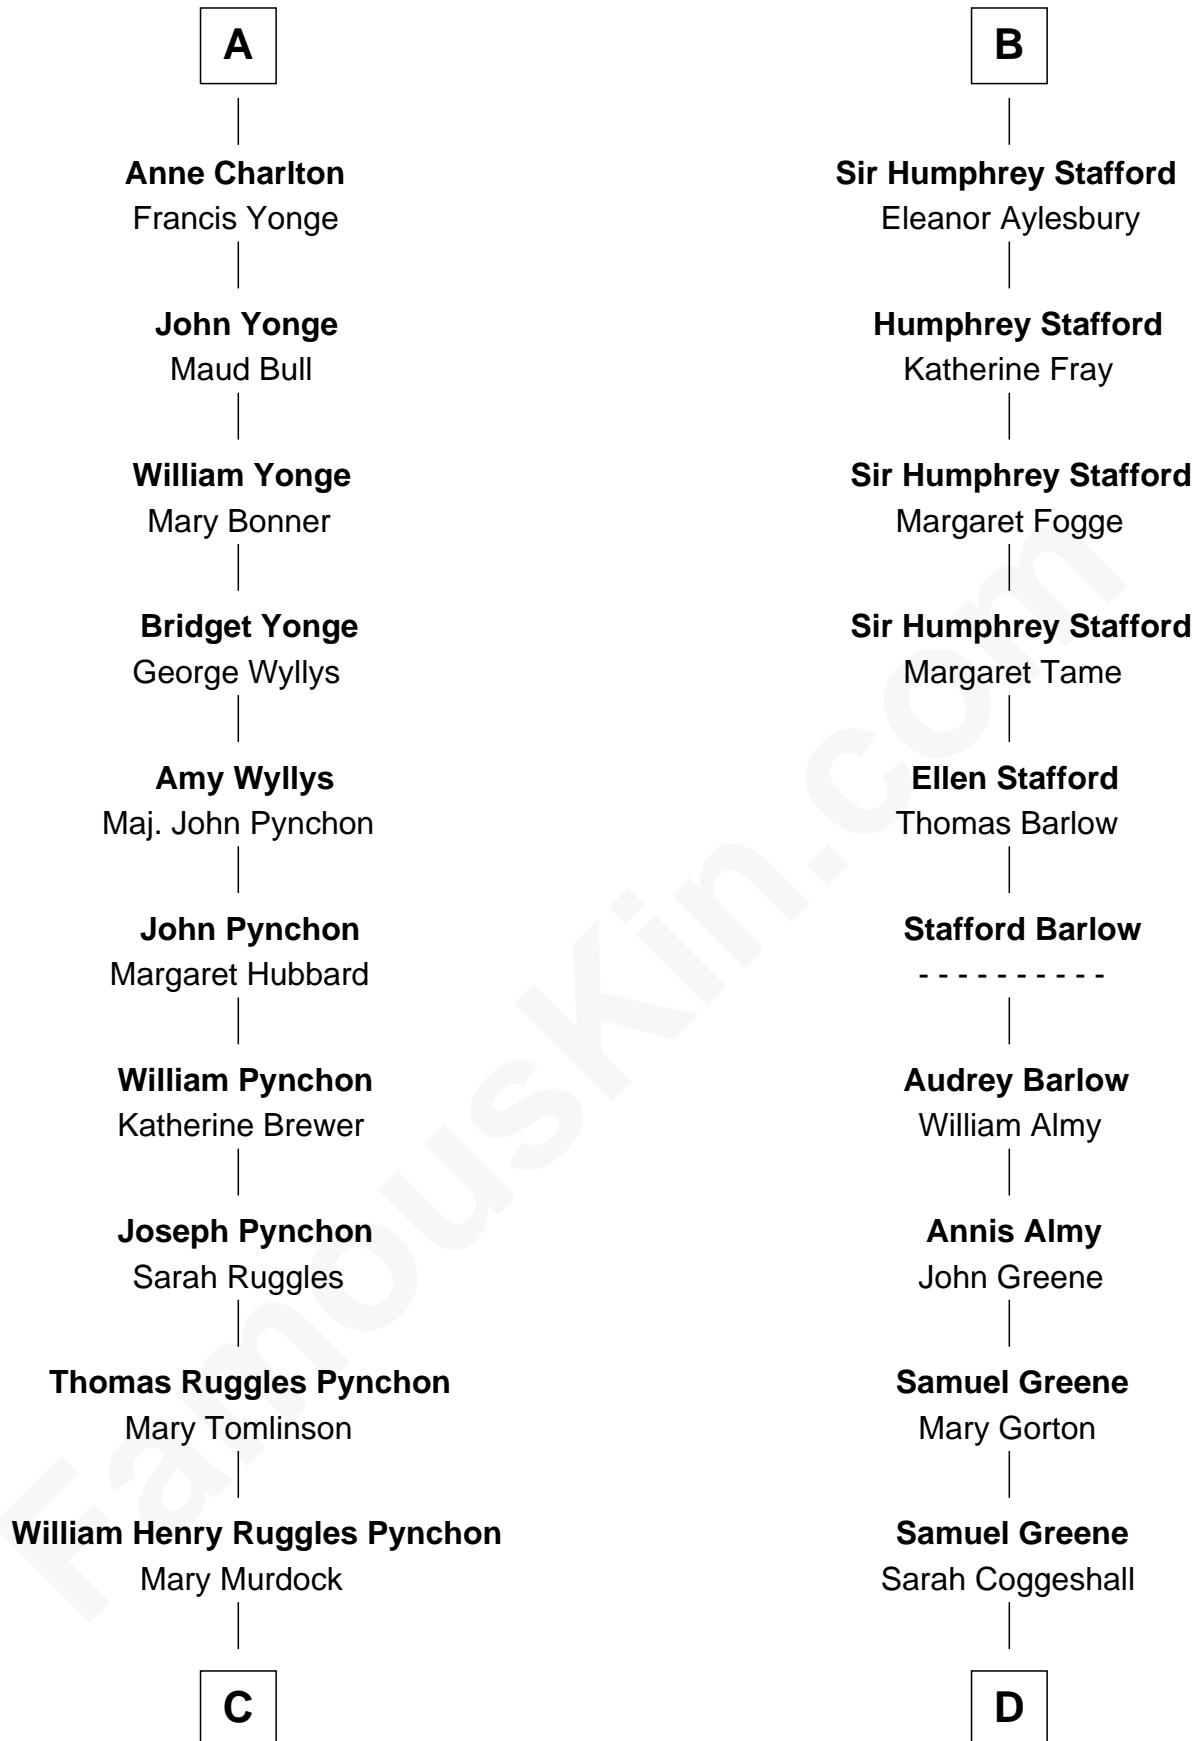 A
Anne Charlton
Francis Yonge
John Yonge
Maud Bull
William Yonge
Mary Bonner
Bridget Yonge
George Wyllys
Amy Wyllys
Maj. John Pynchon
John Pynchon
Margaret Hubbard
William Pynchon
Katherine Brewer
Joseph Pynchon
Sarah Ruggles
Thomas Ruggles Pynchon
Mary Tomlinson
William Henry Ruggles Pynchon
Mary Murdock
C
B
Sir Humphrey Stafford
Eleanor Aylesbury
Humphrey Stafford
Katherine Fray
Sir Humphrey Stafford
Margaret Fogge
Sir Humphrey Stafford
Margaret Tame
Ellen Stafford
Thomas Barlow
Stafford Barlow
- - - - - - - - - -
Audrey Barlow
William Almy
Annis Almy
John Greene
Samuel Greene
Mary Gorton
Samuel Greene
Sarah Coggeshall
D
FamousKin.com